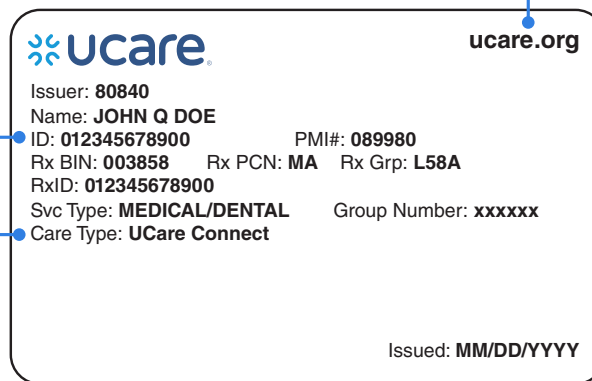 ucare.
ucare.org
Issuer: 80840
Name: JOHN Q DOE
ID: 012345678900 PMI#: 089980
Rx BIN: 003858 Rx PCN: MA Rx Grp: L58A
RxID: 012345678900
Svc Type: MEDICAL/DENTAL Group Number: xxxxxx
Care Type: UCare Connect
Issued: MM/DD/YYYY